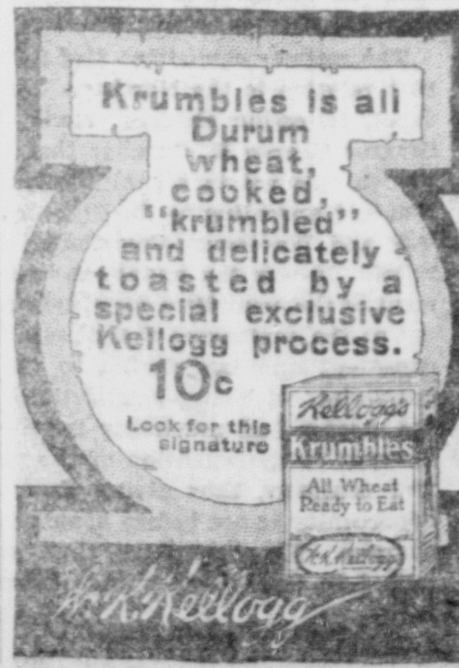 Krumbles is all
Durum
wheat,
cooked,
"krumbled"
and delicately
toasted by a
special exclusive
Kellogg process.
10c
Look for this
signature
Kellogg's
Krumbles
All Wheat
Ready to Eat
W.K.Kellogg
W.K.Kellogg